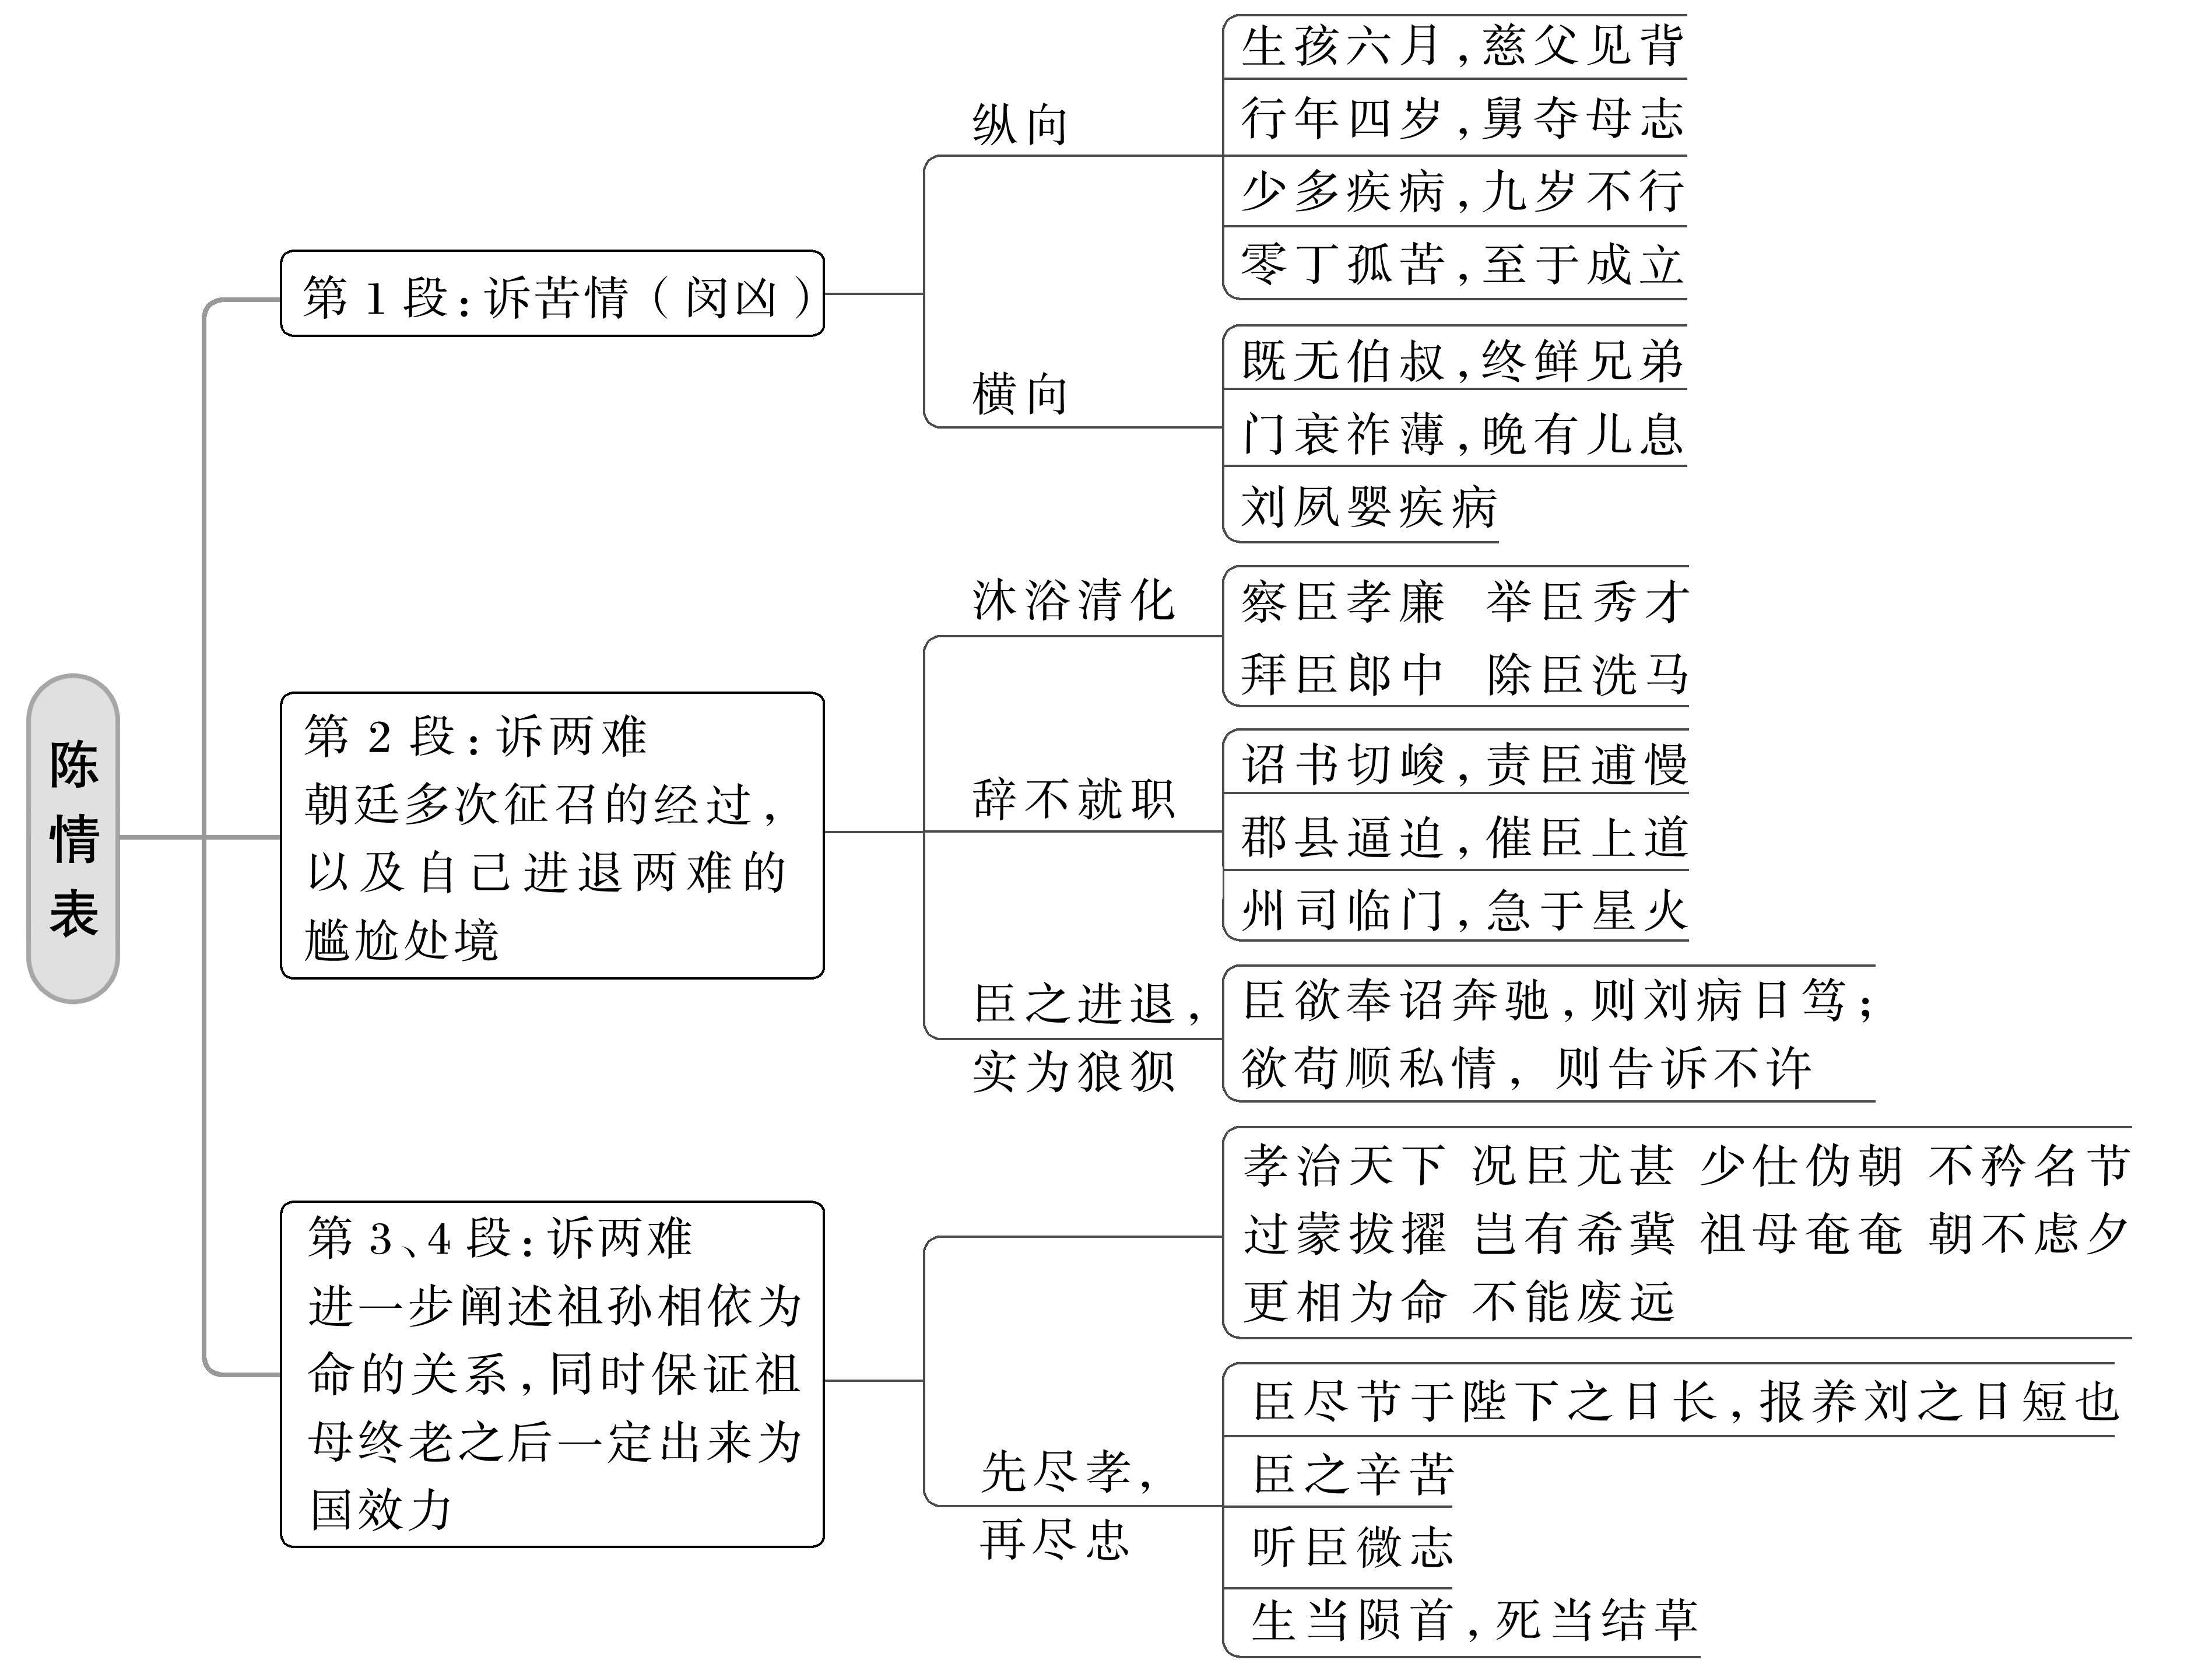 陈情表
第1段:诉苦情(闵凶)
纵向
生孩六月,慈父见背
行年四岁,舅夺母志
少多疾病,九岁不行
零丁孤苦,至于成立
横向
既无伯叔,终鲜兄弟
门衰祚薄,晚有儿息
刘夙婴疾病
第2段:诉两难
朝廷多次征召的经过,
以及自己进退两难的
尴尬处境
沐浴清化
察臣孝廉 举臣秀才
拜臣郎中 除臣洗马
辞不就职
诏书切峻,责臣逋慢
郡县逼迫,催臣上道
州司临门,急于星火
臣之进退,
实为狼狈
臣欲奉诏奔驰,则刘病日笃;
欲苟顺私情,则告诉不许
第3、4段:诉两难
进一步阐述祖孙相依为
命的关系,同时保证祖
母终老之后一定出来为
国效力
孝治天下 况臣尤甚 少仕伪朝 不矜名节
过蒙拔擢 岂有希冀 祖母奄奄 朝不虑夕
更相为命 不能废远
先尽孝,
再尽忠
臣尽节于陛下之日长,报养刘之日短也
臣之辛苦
听臣微志
生当陨首,死当结草